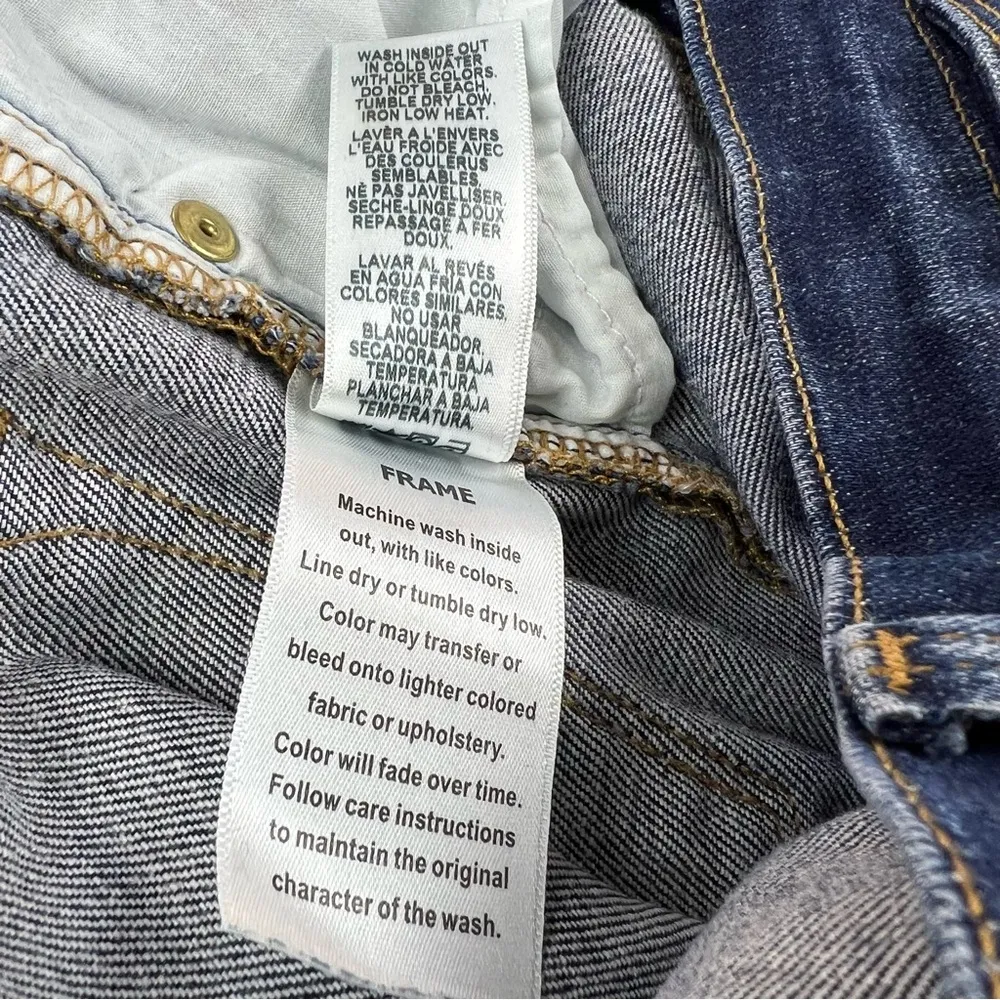 WASH INSIDE OUT
IN COLD WATER
WITH LIKE COLORS.
DO NOT BLEACH.
TUMBLE DRY LOW.
IRON LOW HEAT.
LAVÈR A L'ENVERS
L'EAU FROIDE AVEC
DES COULERUS
SEMBLABLES.
NÈ PAS JAVELLISER.
SECHE-LINGE DOUX
REPASSAGE A FER
DOUX.
LAVAR AL REVÉS
EN AGUA FRIA CON
COLORES SIMILARES.
NO USAR
BLANQUEADOR.
SECADORA A BAJA
TEMPERATURA
PLANCHAR A BAJA
TEMPERATURA.
FRAME
Machine wash inside
out, with like colors.
Line dry or tumble dry low.
Color may transfer or
bleed onto lighter colored
fabric or upholstery.
Color will fade over time.
Follow care instructions
to maintain the original
character of the wash.